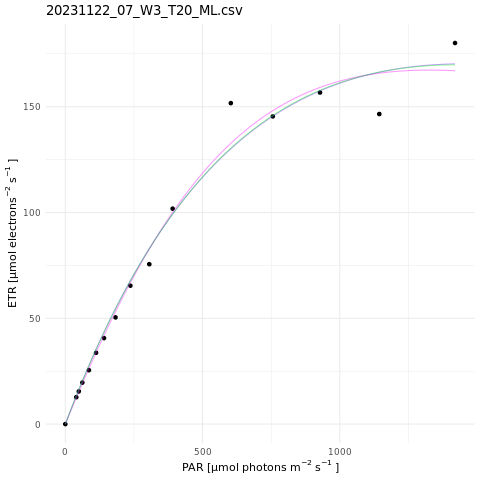 20231122_07_W3_T20_ML.csv
ETR [μmol electrons⁻² s⁻¹ ]
150
100
50
0
0 500 1000
PAR [μmol photons m⁻² s⁻¹ ]